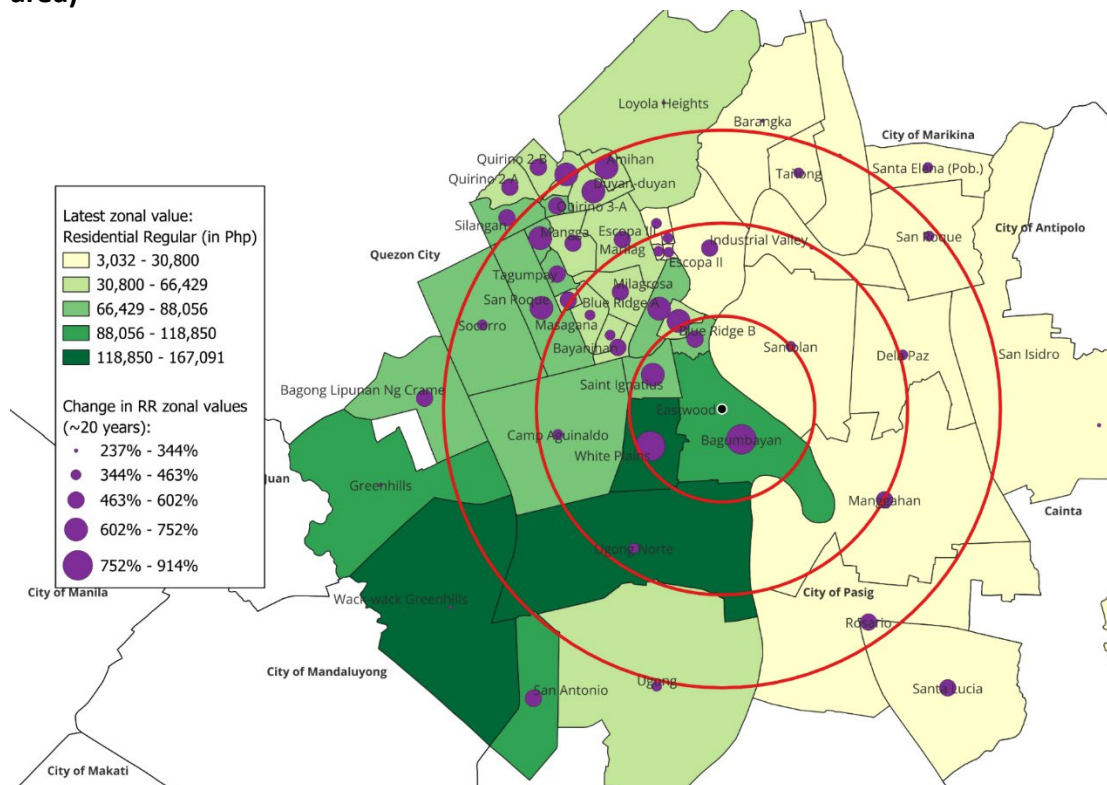 area)
Loyola Heights
Barangka
City of Marikina
Quirino 2-B
Amihan
Tañong
Santa Elena (Pob.)
Quirino 2-A
Duyan-duyan
Quirino 3-A
Silangan
Mangga
Escopa III
Marilag
Industrial Valley
San Roque
City of Antipolo
Quezon City
Escopa II
Tagumpay
Milagrosa
San Roque
Blue Ridge A
Socorro
Masagana
Blue Ridge B
Bayanihan
Santolan
Dela Paz
San Isidro
Bagong Lipunan Ng Crame
Saint Ignatius
Eastwood
Camp Aguinaldo
Bagumbayan
White Plains
Juan
Greenhills
Manggahan
Cainta
Ugong Norte
City of Manila
Wack-wack Greenhills
City of Pasig
Rosario
City of Mandaluyong
Ugong
San Antonio
Santa Lucia
City of Makati
Latest zonal value:
Residential Regular (in Php)
3,032 - 30,800
30,800 - 66,429
66,429 - 88,056
88,056 - 118,850
118,850 - 167,091
Change in RR zonal values
(~20 years):
237% - 344%
344% - 463%
463% - 602%
602% - 752%
752% - 914%